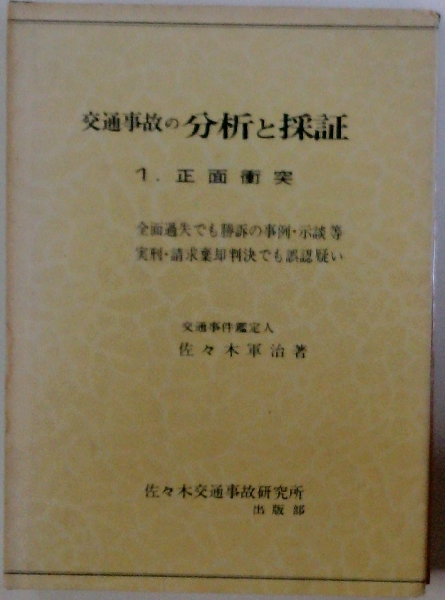 交通事故の分析と採証
1. 正面衝突
全面過失でも勝訴の事例・示談等
実刑・請求棄却判決でも誤認疑い
交通事件鑑定人
佐々木軍治著
佐々木交通事故研究所
出版部